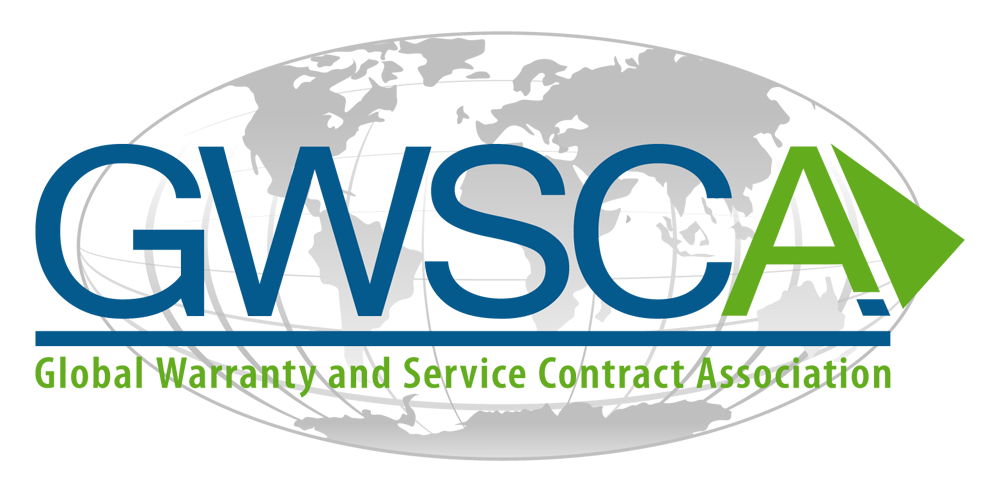 GWSCA
Global Warranty and Service Contract Association